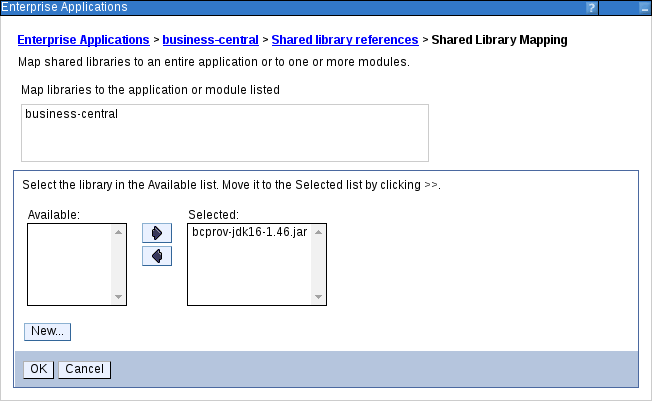 Enterprise Applications
?
Enterprise Applications > business-central > Shared library references > Shared Library Mapping
Map shared libraries to an entire application or to one or more modules.
Map libraries to the application or module listed
business-central
Select the library in the Available list. Move it to the Selected list by clicking >>.
Available:
Selected:
bcprov-jdk16-1.46.jar
New...
OK
Cancel